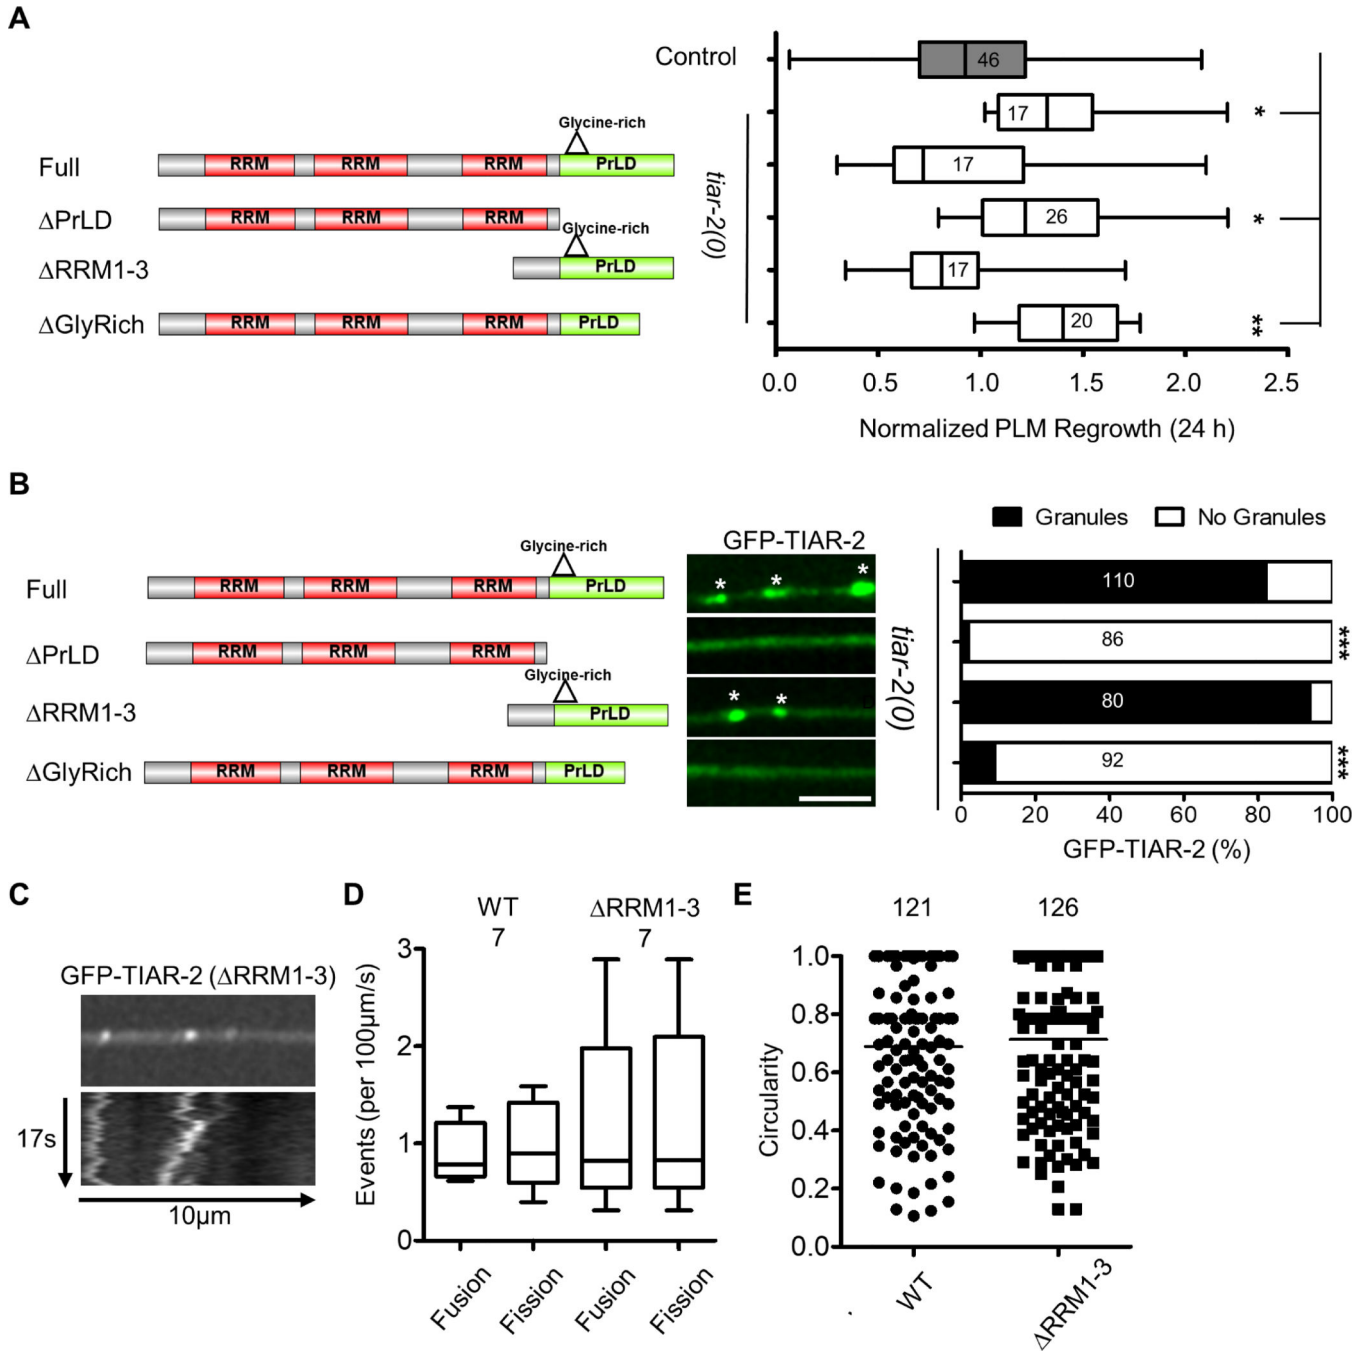 A
Control
46
17
*
Glycine-rich
Full
RRM RRM RRM PrLD
17
ΔPrLD
RRM RRM RRM
26
*
Glycine-rich
ΔRRM1-3
PrLD
17
ΔGlyRich
RRM RRM RRM PrLD
20
**
tiar-2(0)
0.0 0.5 1.0 1.5 2.0 2.5
Normalized PLM Regrowth (24 h)
B
Granules No Granules
GFP-TIAR-2
Glycine-rich
Full
RRM RRM RRM PrLD
* * *
110
ΔPrLD
RRM RRM RRM
86
***
Glycine-rich
ΔRRM1-3
PrLD
* *
80
ΔGlyRich
RRM RRM RRM PrLD
92
***
tiar-2(0)
0 20 40 60 80 100
GFP-TIAR-2 (%)
C
GFP-TIAR-2 (ΔRRM1-3)
17s
10μm
D
WT ΔRRM1-3
7 7
Events (per 100μm/s)
3
2
1
0
Fusion Fission Fusion Fission
E
121 126
Circularity
1.0
0.8
0.6
0.4
0.2
0.0
WT ΔRRM1-3